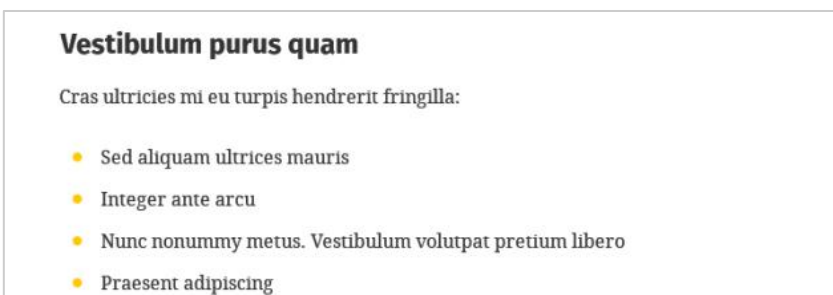 Vestibulum purus quam
Cras ultricies mi eu turpis hendrerit fringilla:
Sed aliquam ultrices mauris
Integer ante arcu
Nunc nonummy metus. Vestibulum volutpat pretium libero
Praesent adipiscing